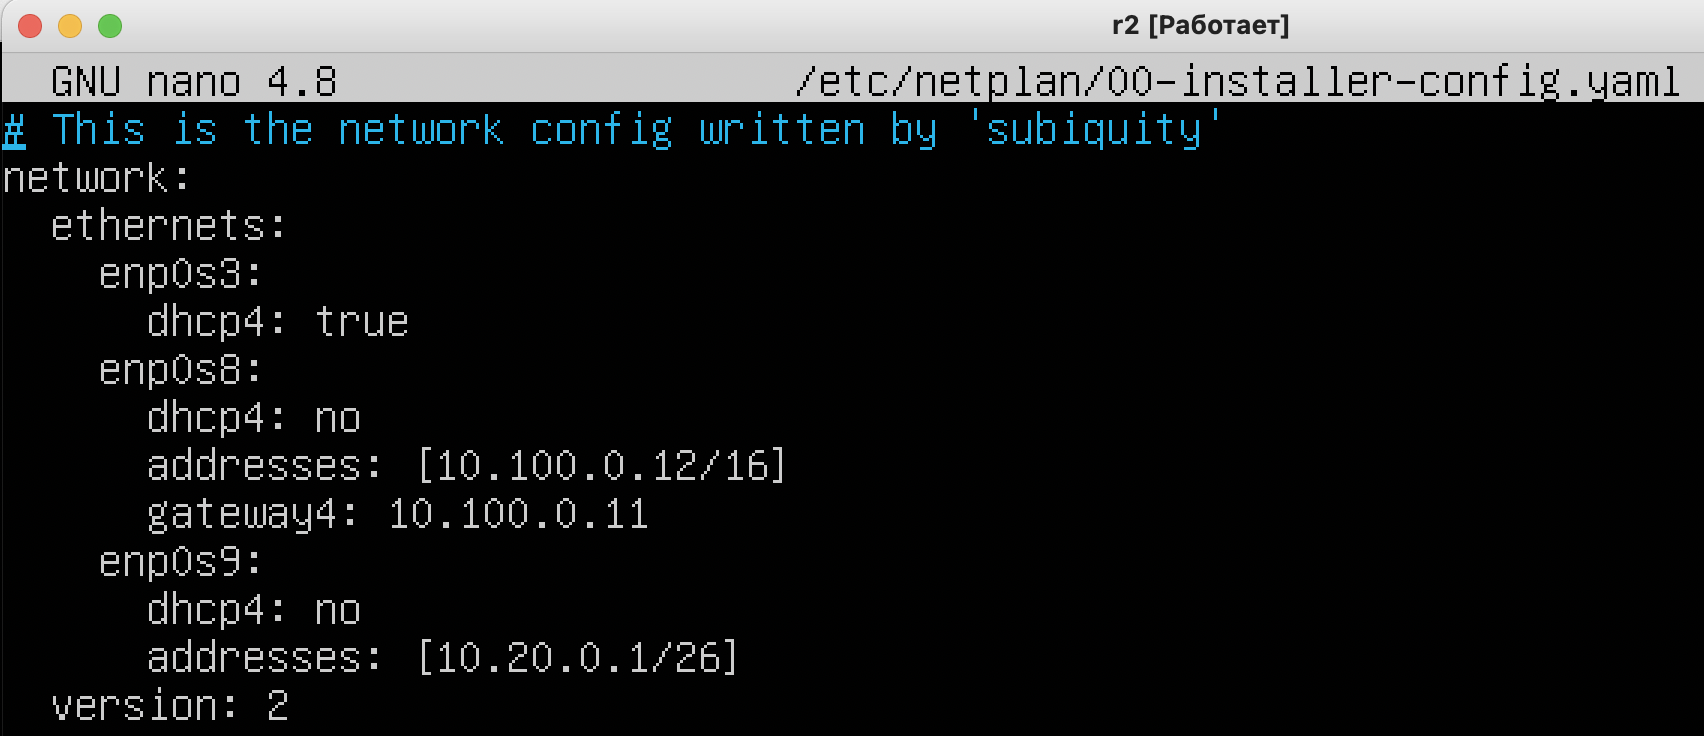 r2 [Работает]
GNU nano 4.8 /etc/netplan/00-installer-config.yaml
# This is the network config written by 'subiquity'
network:
  ethernets:
    enp0s3:
      dhcp4: true
    enp0s8:
      dhcp4: no
      addresses: [10.100.0.12/16]
      gateway4: 10.100.0.11
    enp0s9:
      dhcp4: no
      addresses: [10.20.0.1/26]
  version: 2